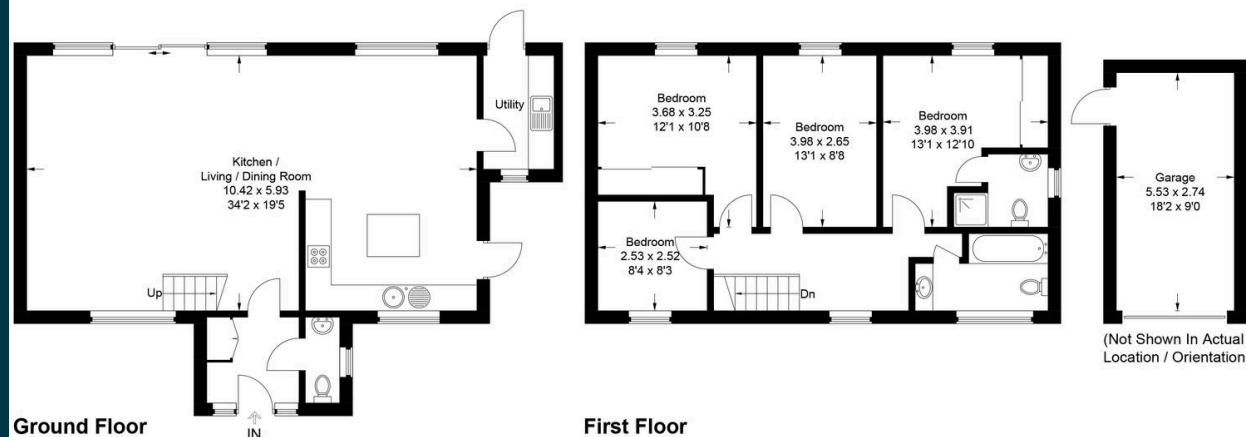 Kitchen /
Living / Dining Room
10.42 x 5.93
34'2 x 19'5
Utility
Up
IN
Ground Floor
Bedroom
3.68 x 3.25
12'1 x 10'8
Bedroom
3.98 x 2.65
13'1 x 8'8
Bedroom
3.98 x 3.91
13'1 x 12'10
Bedroom
2.53 x 2.52
8'4 x 8'3
Dn
First Floor
Garage
5.53 x 2.74
18'2 x 9'0
(Not Shown In Actual
Location / Orientation